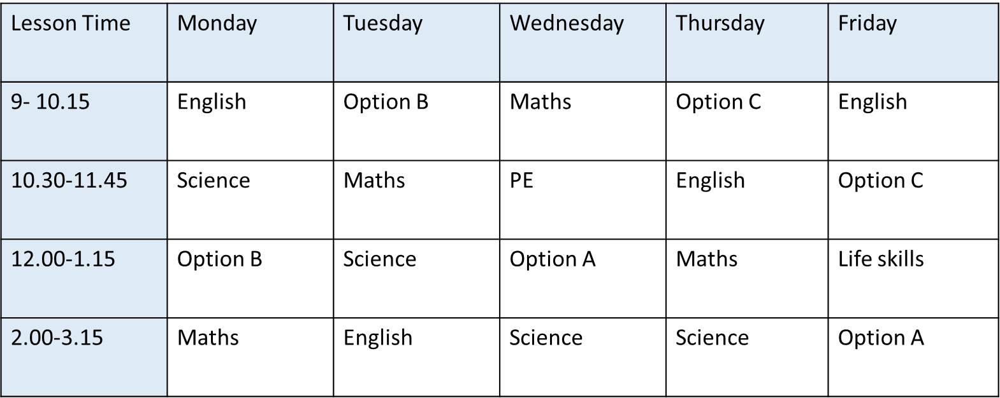 Lesson Time Monday Tuesday Wednesday Thursday Friday
9- 10.15 English Option B Maths Option C English
10.30-11.45 Science Maths PE English Option C
12.00-1.15 Option B Science Option A Maths Life skills
2.00-3.15 Maths English Science Science Option A